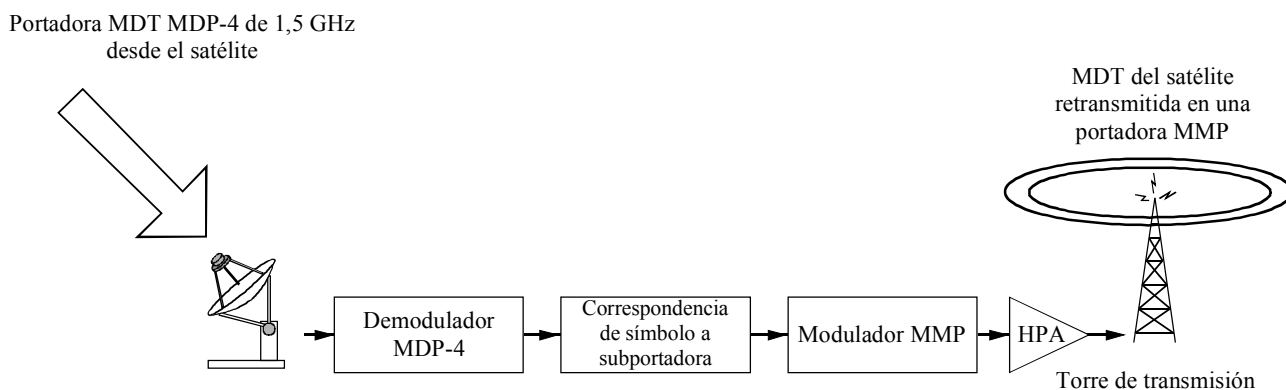 Portadora MDT MDP-4 de 1,5 GHz
desde el satélite
MDT del satélite
retransmitida en una
portadora MMP
Demodulador
MDP-4
Correspondencia
de símbolo a
subportadora
Modulador MMP
HPA
Torre de transmisión